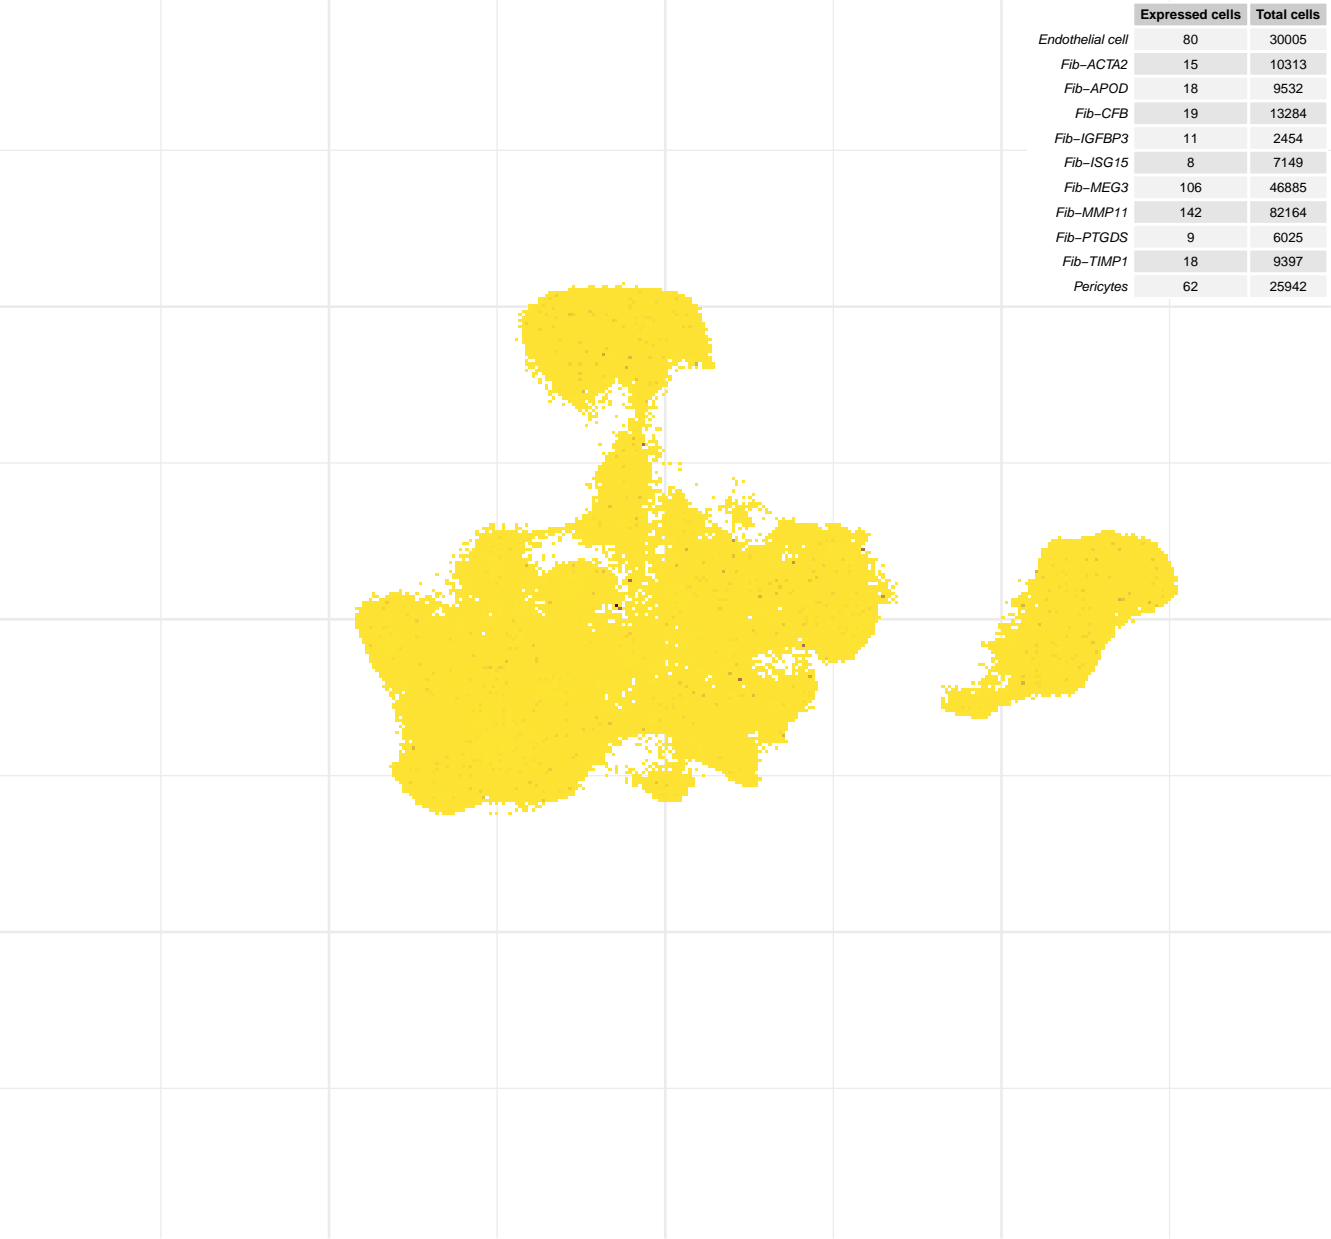 Expressed cells Total cells
Endothelial cell 80 30005
Fib−ACTA2 15 10313
Fib−APOD 18 9532
Fib−CFB 19 13284
Fib−IGFBP3 11 2454
Fib−ISG15 8 7149
Fib−MEG3 106 46885
Fib−MMP11 142 82164
Fib−PTGDS 9 6025
Fib−TIMP1 18 9397
Pericytes 62 25942